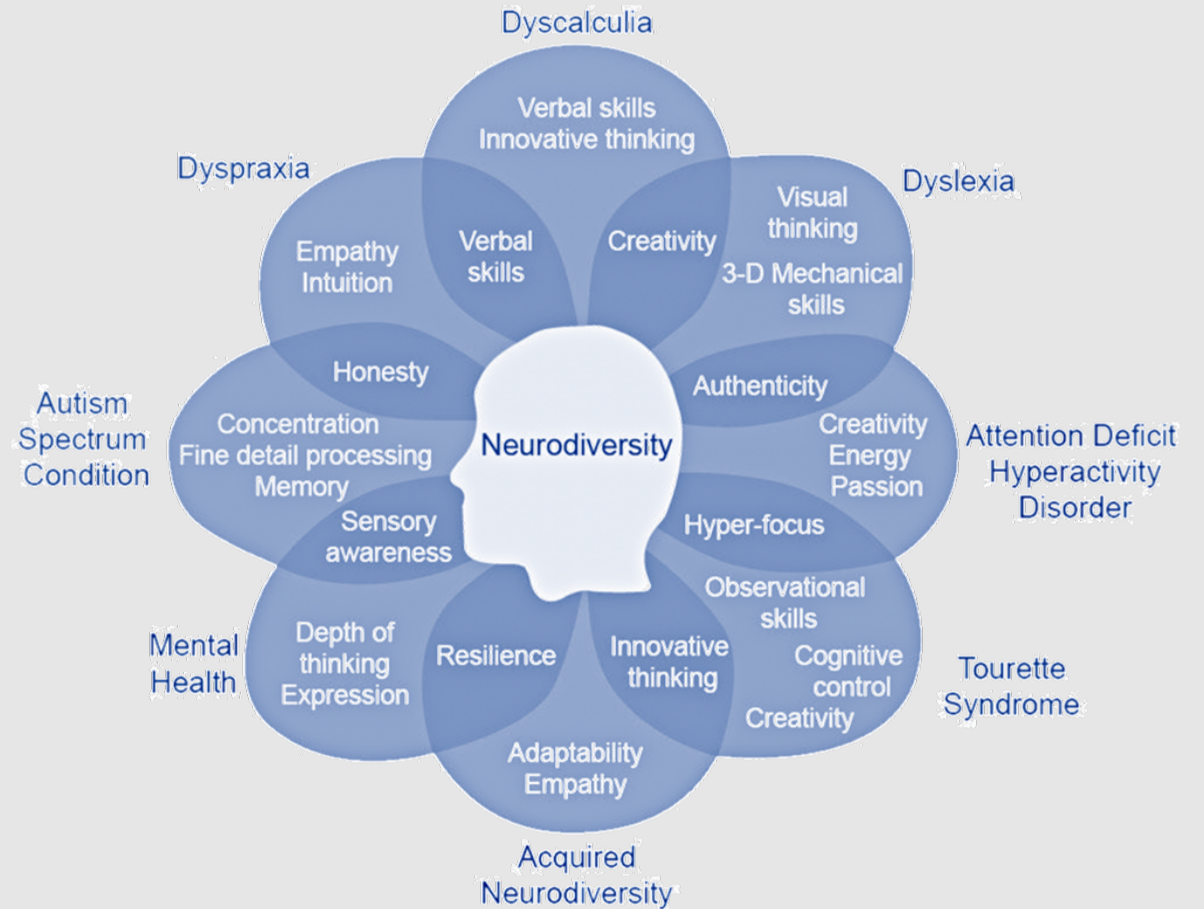 Dyscalculia
Verbal skills
Innovative thinking
Dyspraxia
Dyslexia
Visual
thinking
Empathy
Intuition
Verbal
skills
Creativity
3-D Mechanical
skills
Honesty
Authenticity
Autism
Spectrum
Condition
Concentration
Fine detail processing
Memory
Neurodiversity
Creativity
Energy
Passion
Attention Deficit
Hyperactivity
Disorder
Sensory
awareness
Hyper-focus
Observational
skills
Mental
Health
Depth of
thinking
Expression
Resilience
Innovative
thinking
Cognitive
control
Creativity
Tourette
Syndrome
Adaptability
Empathy
Acquired
Neurodiversity